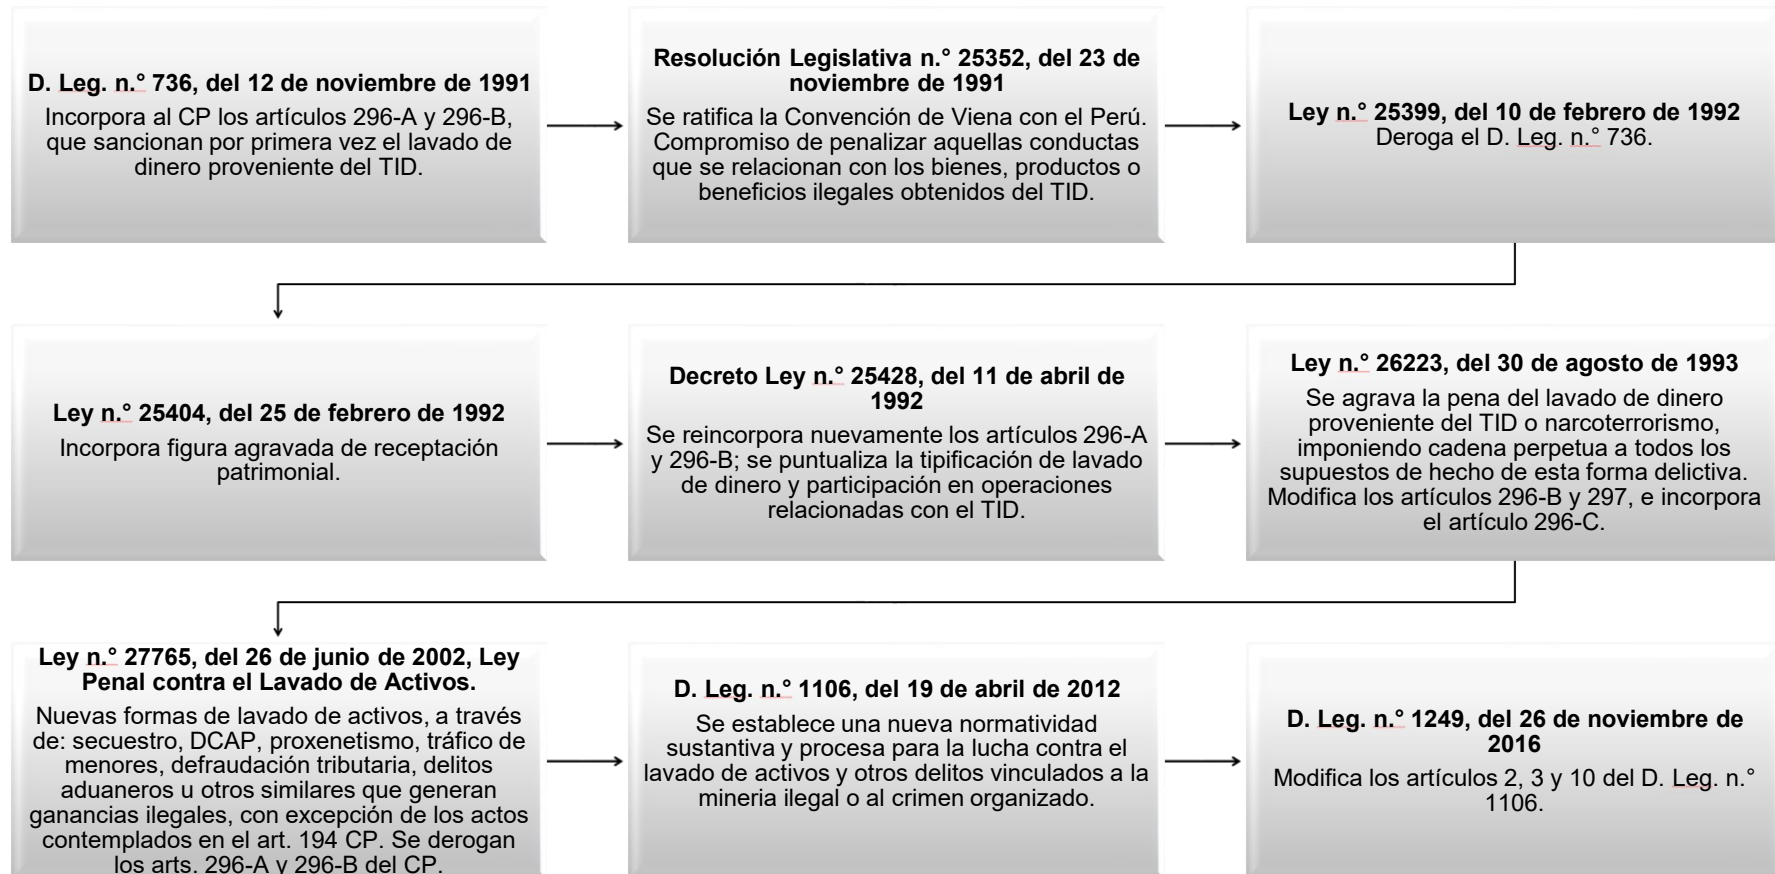 D. Leg. n.° 736, del 12 de noviembre de 1991
Incorpora al CP los artículos 296-A y 296-B,
que sancionan por primera vez el lavado de
dinero proveniente del TID.
Resolución Legislativa n.° 25352, del 23 de
noviembre de 1991
Se ratifica la Convención de Viena con el Perú.
Compromiso de penalizar aquellas conductas
que se relacionan con los bienes, productos o
beneficios ilegales obtenidos del TID.
Ley n.° 25399, del 10 de febrero de 1992
Deroga el D. Leg. n.° 736.
Ley n.° 25404, del 25 de febrero de 1992
Incorpora figura agravada de receptación
patrimonial.
Decreto Ley n.° 25428, del 11 de abril de
1992
Se reincorpora nuevamente los artículos 296-A
y 296-B; se puntualiza la tipificación de lavado
de dinero y participación en operaciones
relacionadas con el TID.
Ley n.° 26223, del 30 de agosto de 1993
Se agrava la pena del lavado de dinero
proveniente del TID o narcoterrorismo,
imponiendo cadena perpetua a todos los
supuestos de hecho de esta forma delictiva.
Modifica los artículos 296-B y 297, e incorpora
el artículo 296-C.
Ley n.° 27765, del 26 de junio de 2002, Ley
Penal contra el Lavado de Activos.
Nuevas formas de lavado de activos, a través
de: secuestro, DCAP, proxenetismo, tráfico de
menores, defraudación tributaria, delitos
aduaneros u otros similares que generan
ganancias ilegales, con excepción de los actos
contemplados en el art. 194 CP. Se derogan
los arts. 296-A y 296-B del CP.
D. Leg. n.° 1106, del 19 de abril de 2012
Se establece una nueva normatividad
sustantiva y procesa para la lucha contra el
lavado de activos y otros delitos vinculados a la
mineria ilegal o al crimen organizado.
D. Leg. n.° 1249, del 26 de noviembre de
2016
Modifica los artículos 2, 3 y 10 del D. Leg. n.°
1106.